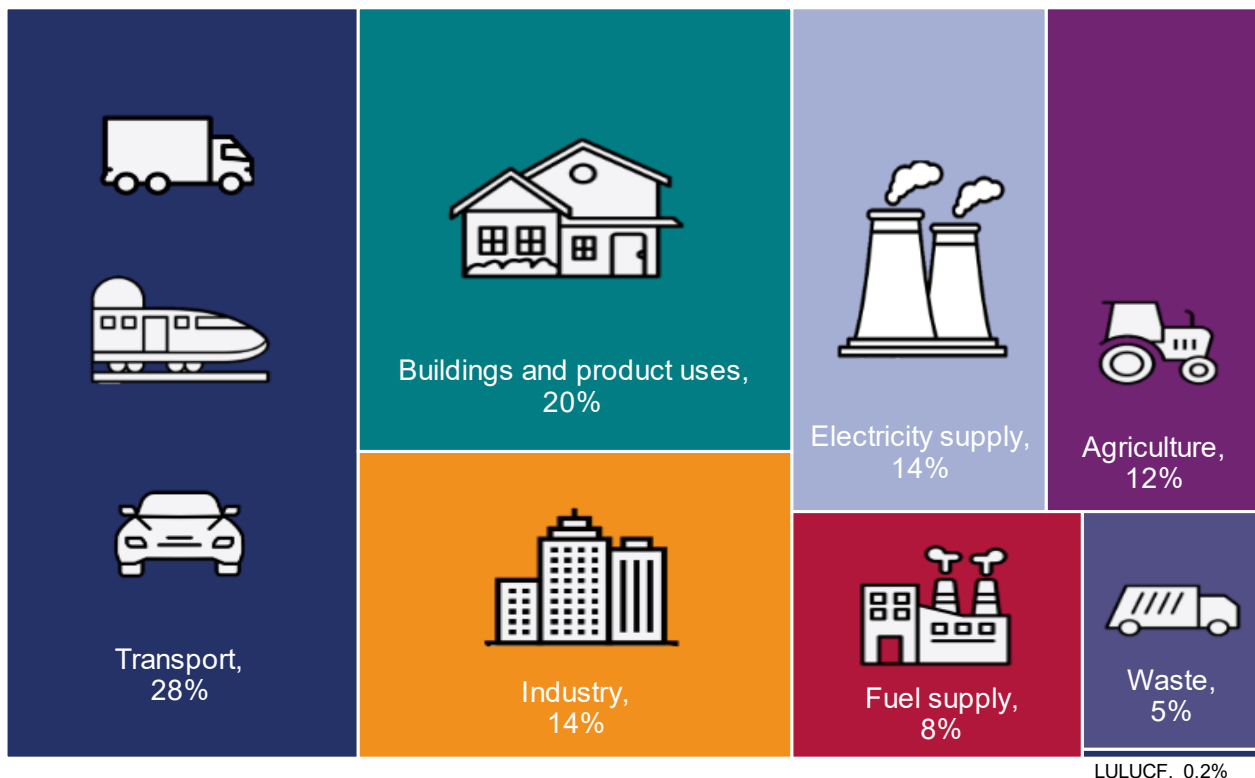 Transport,
28%
Buildings and product uses,
20%
Industry,
14%
Electricity supply,
14%
Agriculture,
12%
Fuel supply,
8%
Waste,
5%
LULUCF, 0.2%